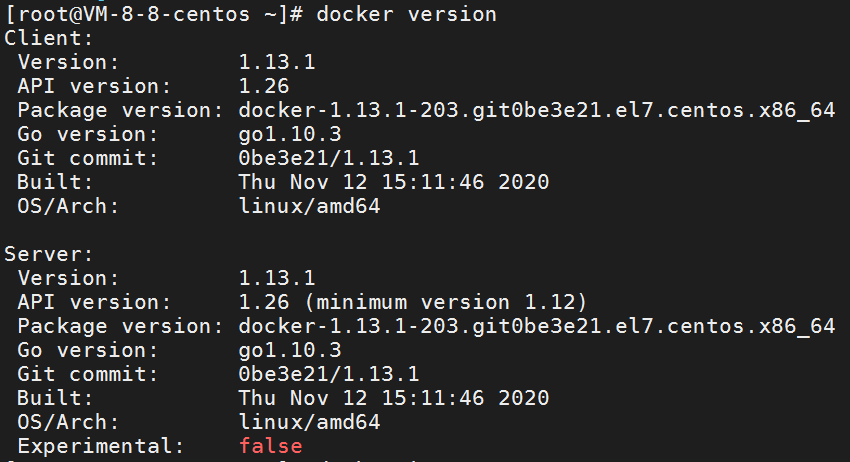 [root@VM-8-8-centos ~]# docker version
Client:
 Version:         1.13.1
 API version:     1.26
 Package version: docker-1.13.1-203.git0be3e21.el7.centos.x86_64
 Go version:      go1.10.3
 Git commit:      0be3e21/1.13.1
 Built:           Thu Nov 12 15:11:46 2020
 OS/Arch:         linux/amd64

Server:
 Version:         1.13.1
 API version:     1.26 (minimum version 1.12)
 Package version: docker-1.13.1-203.git0be3e21.el7.centos.x86_64
 Go version:      go1.10.3
 Git commit:      0be3e21/1.13.1
 Built:           Thu Nov 12 15:11:46 2020
 OS/Arch:         linux/amd64
 Experimental:    false